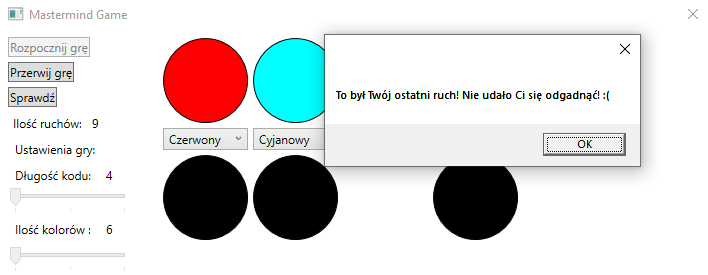 Mastermind Game
Rozpocznij grę
Przerwij grę
Sprawdź
Ilość ruchów: 9
Ustawienia gry:
Długość kodu: 4
Ilość kolorów : 6
Czerwony
Cyjanowy
To był Twój ostatni ruch! Nie udało Ci się odgadnąć! :(
OK